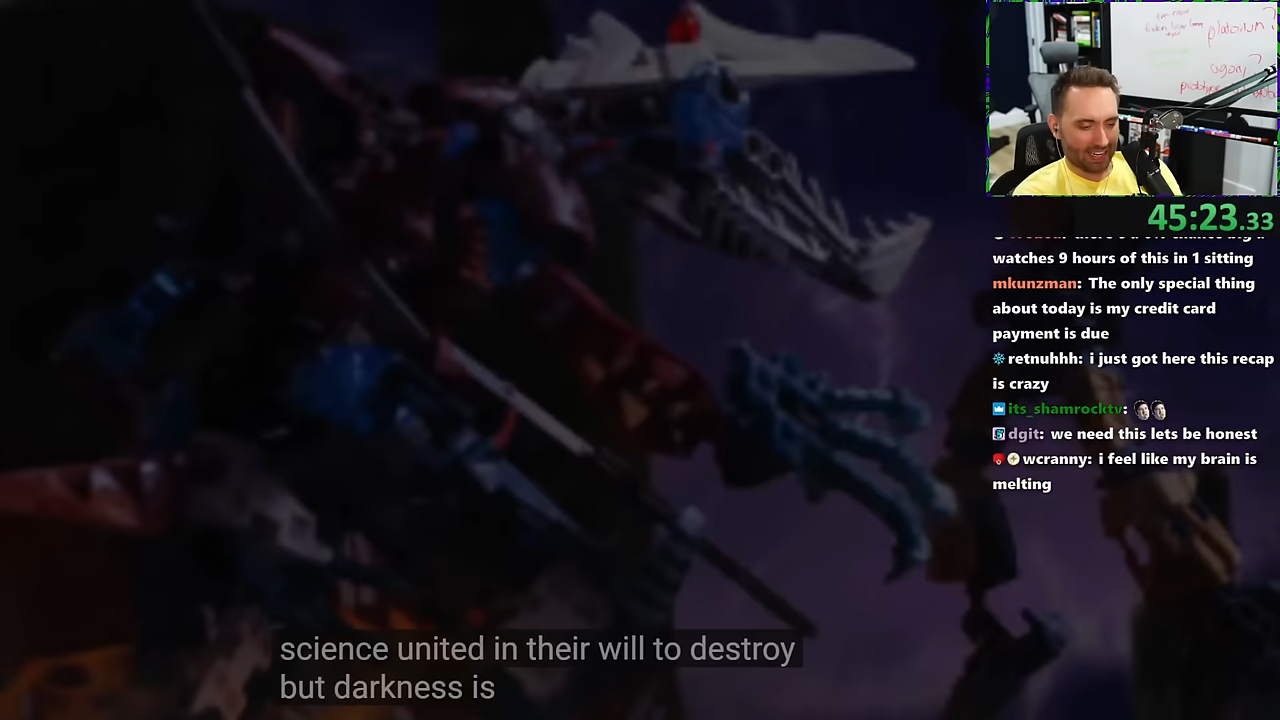 platonium?
ogary?
45:23.33
watches 9 hours of this in 1 sitting
mkunzman: The only special thing
about today is my credit card
payment is due
retnuhhh: i just got here this recap
is crazy
its_shamrocktv:
dgit: we need this lets be honest
wcranny: i feel like my brain is
melting
science united in their will to destroy
but darkness is